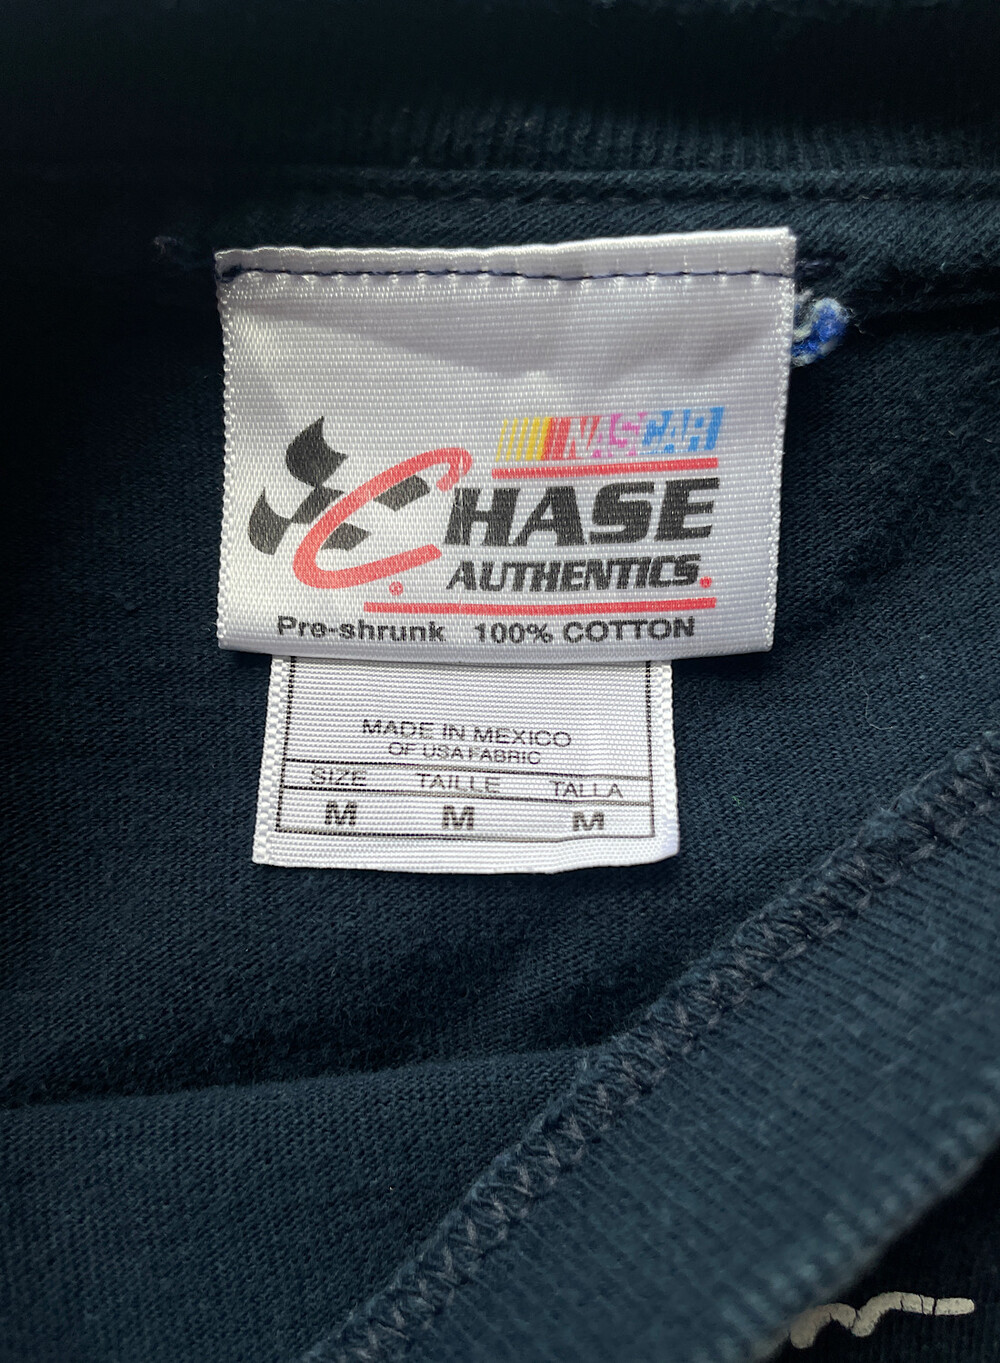 NASCAR
CHASE
AUTHENTICS®
Pre-shrunk 100% COTTON
MADE IN MEXICO
OF USA FABRIC
SIZE TAILLE TALLA
M M M